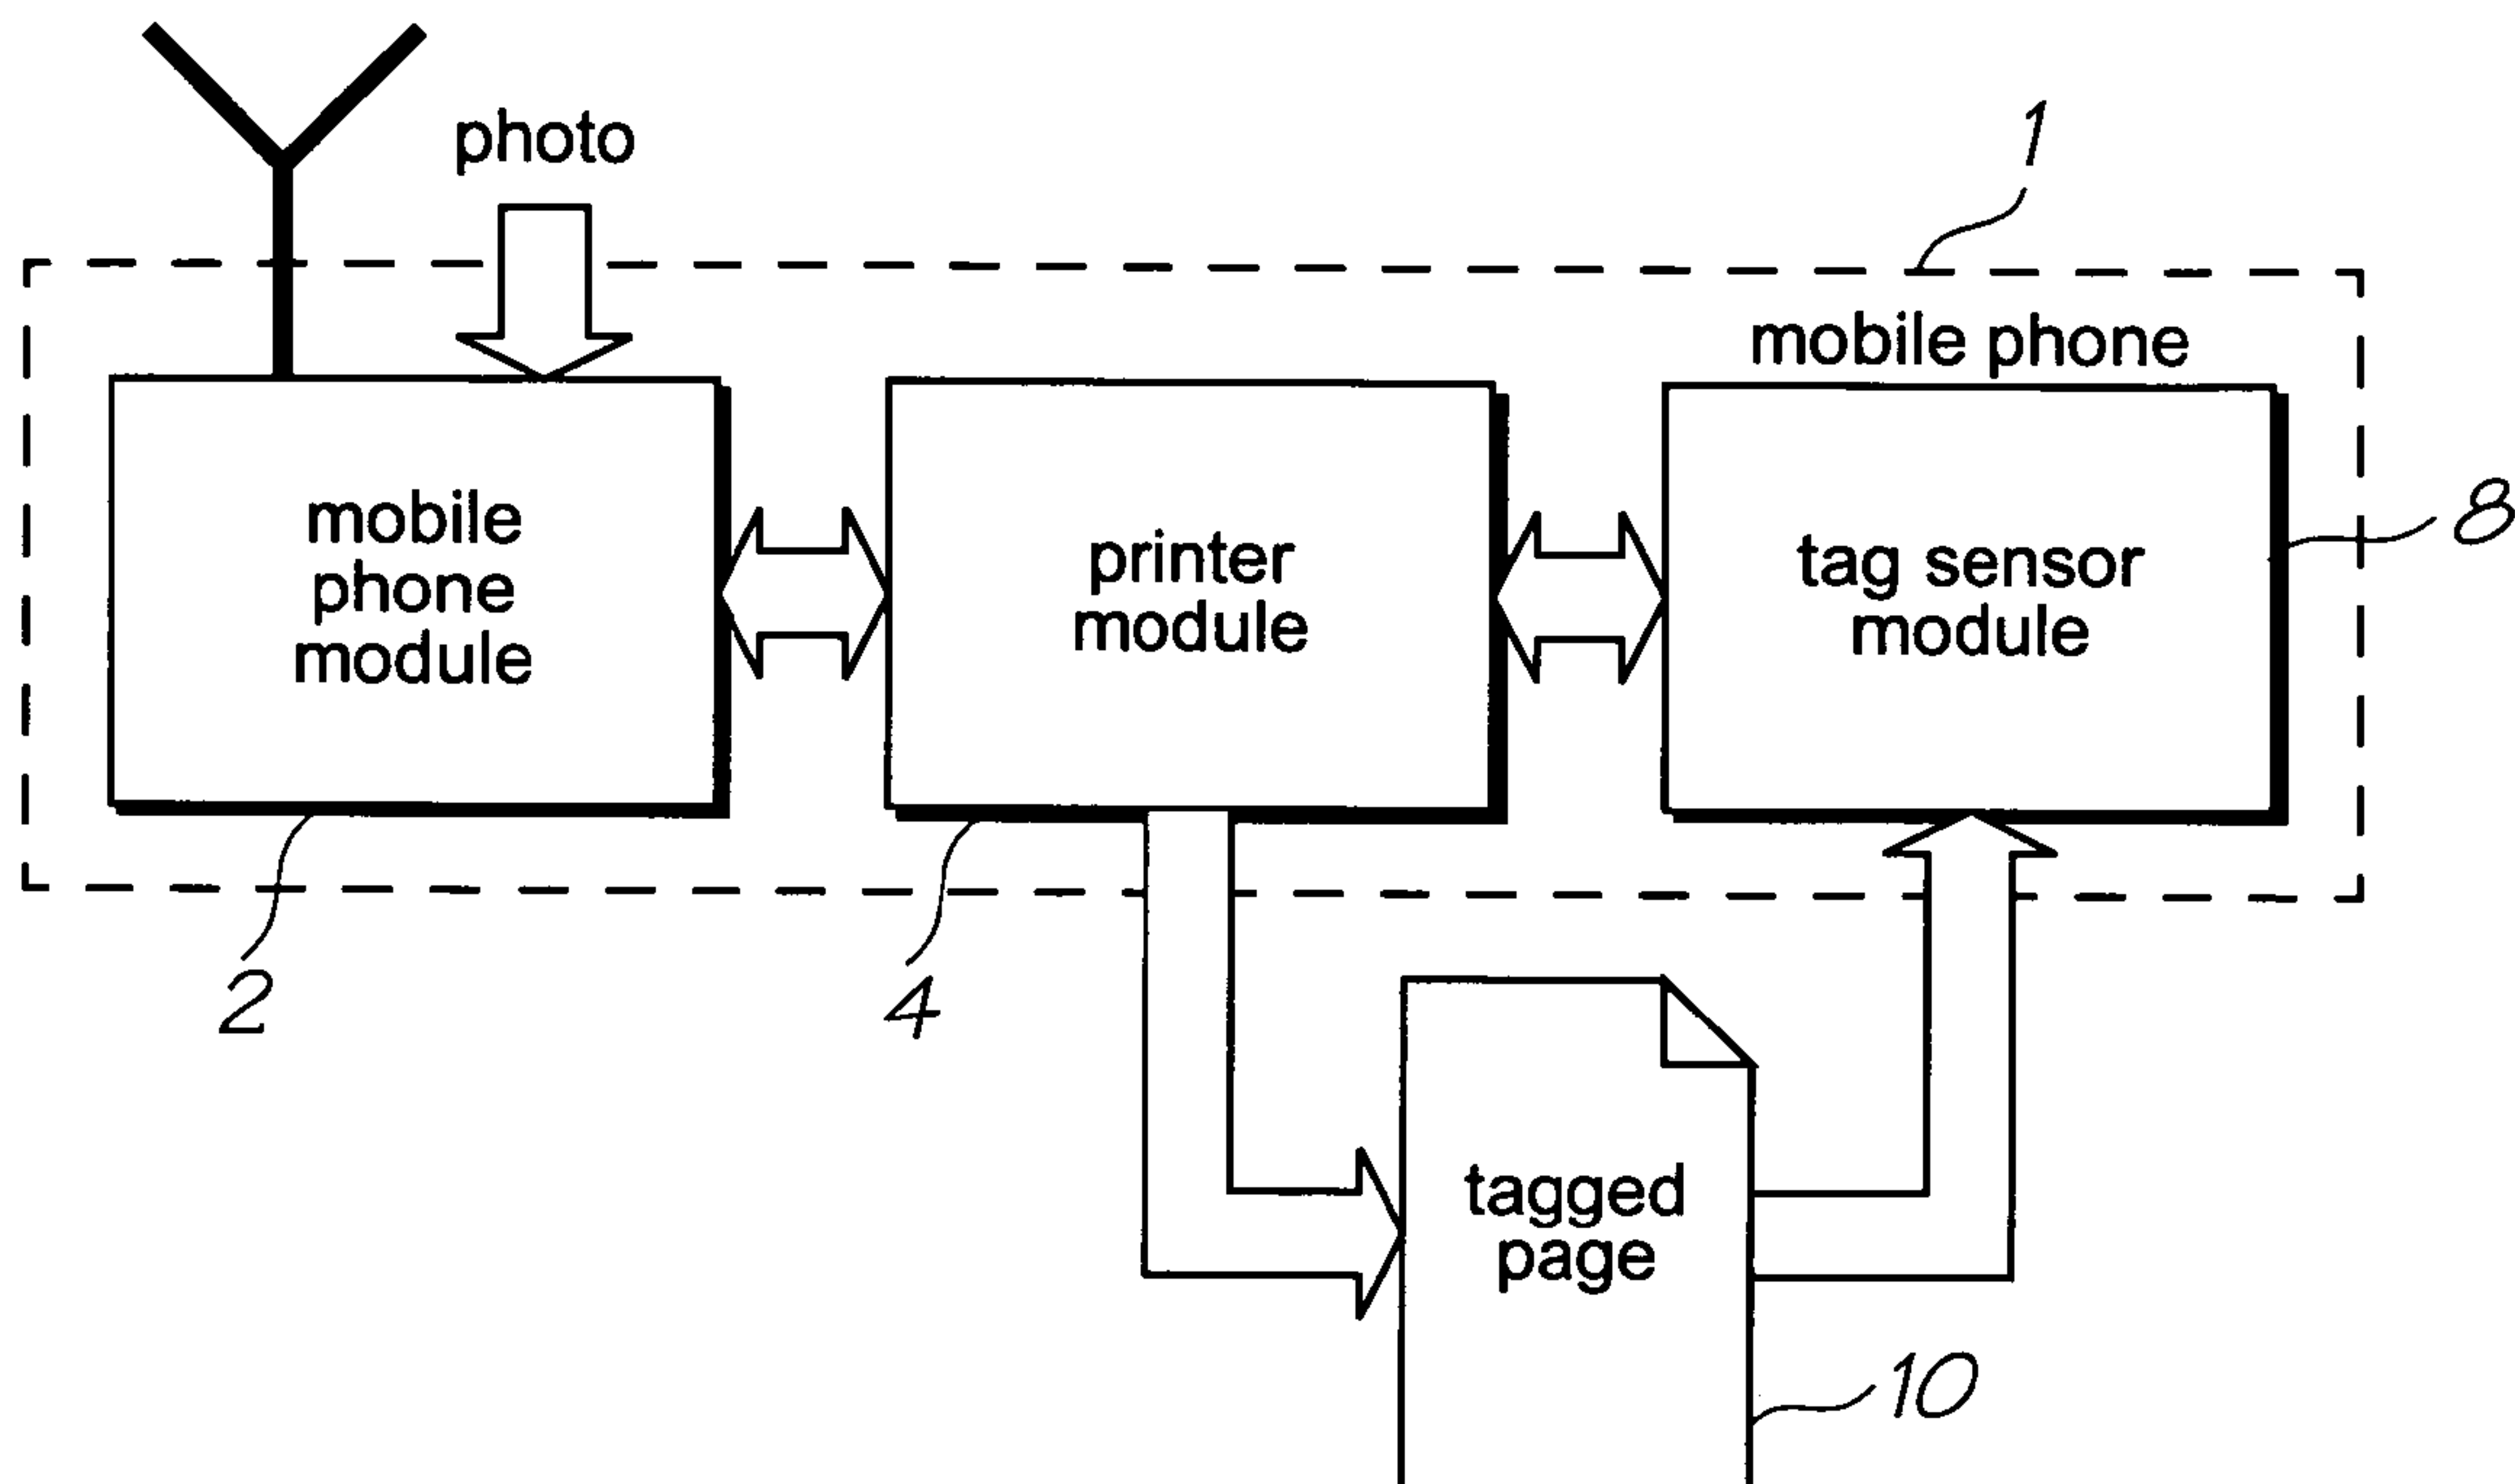 photo
1
mobile phone
mobile
phone
module
printer
module
tag sensor
module
8
2
4
tagged
page
10